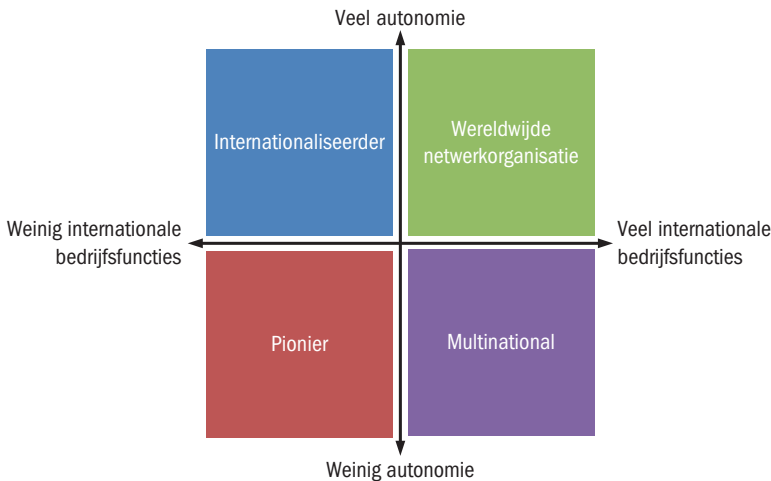 Veel autonomie
Internationaliseerder
Wereldwijde
netwerkorganisatie
Weinig internationale
bedrijfsfuncties
Veel internationale
bedrijfsfuncties
Pionier
Multinational
Weinig autonomie